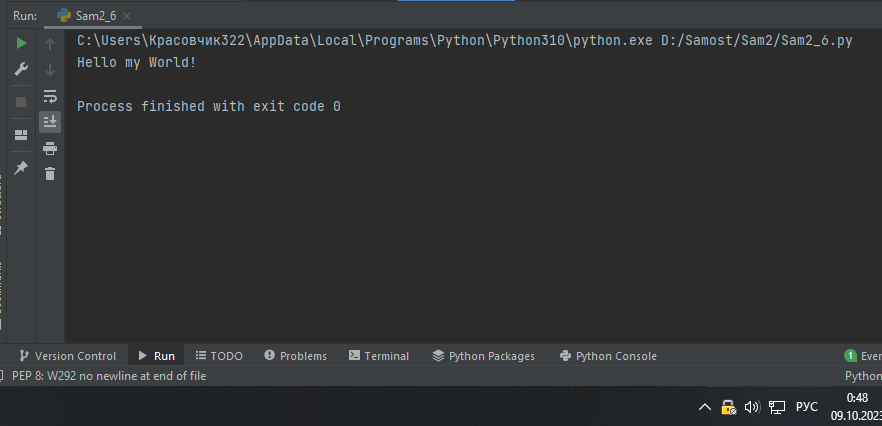 Run: Sam2_6
C:\Users\Красовчик322\AppData\Local\Programs\Python\Python310\python.exe D:/Samost/Sam2/Sam2_6.py
Hello my World!
Process finished with exit code 0
Version Control Run TODO Problems Terminal Python Packages Python Console 1 Even
PEP 8: W292 no newline at end of file Python
РУС 0:48
09.10.2023